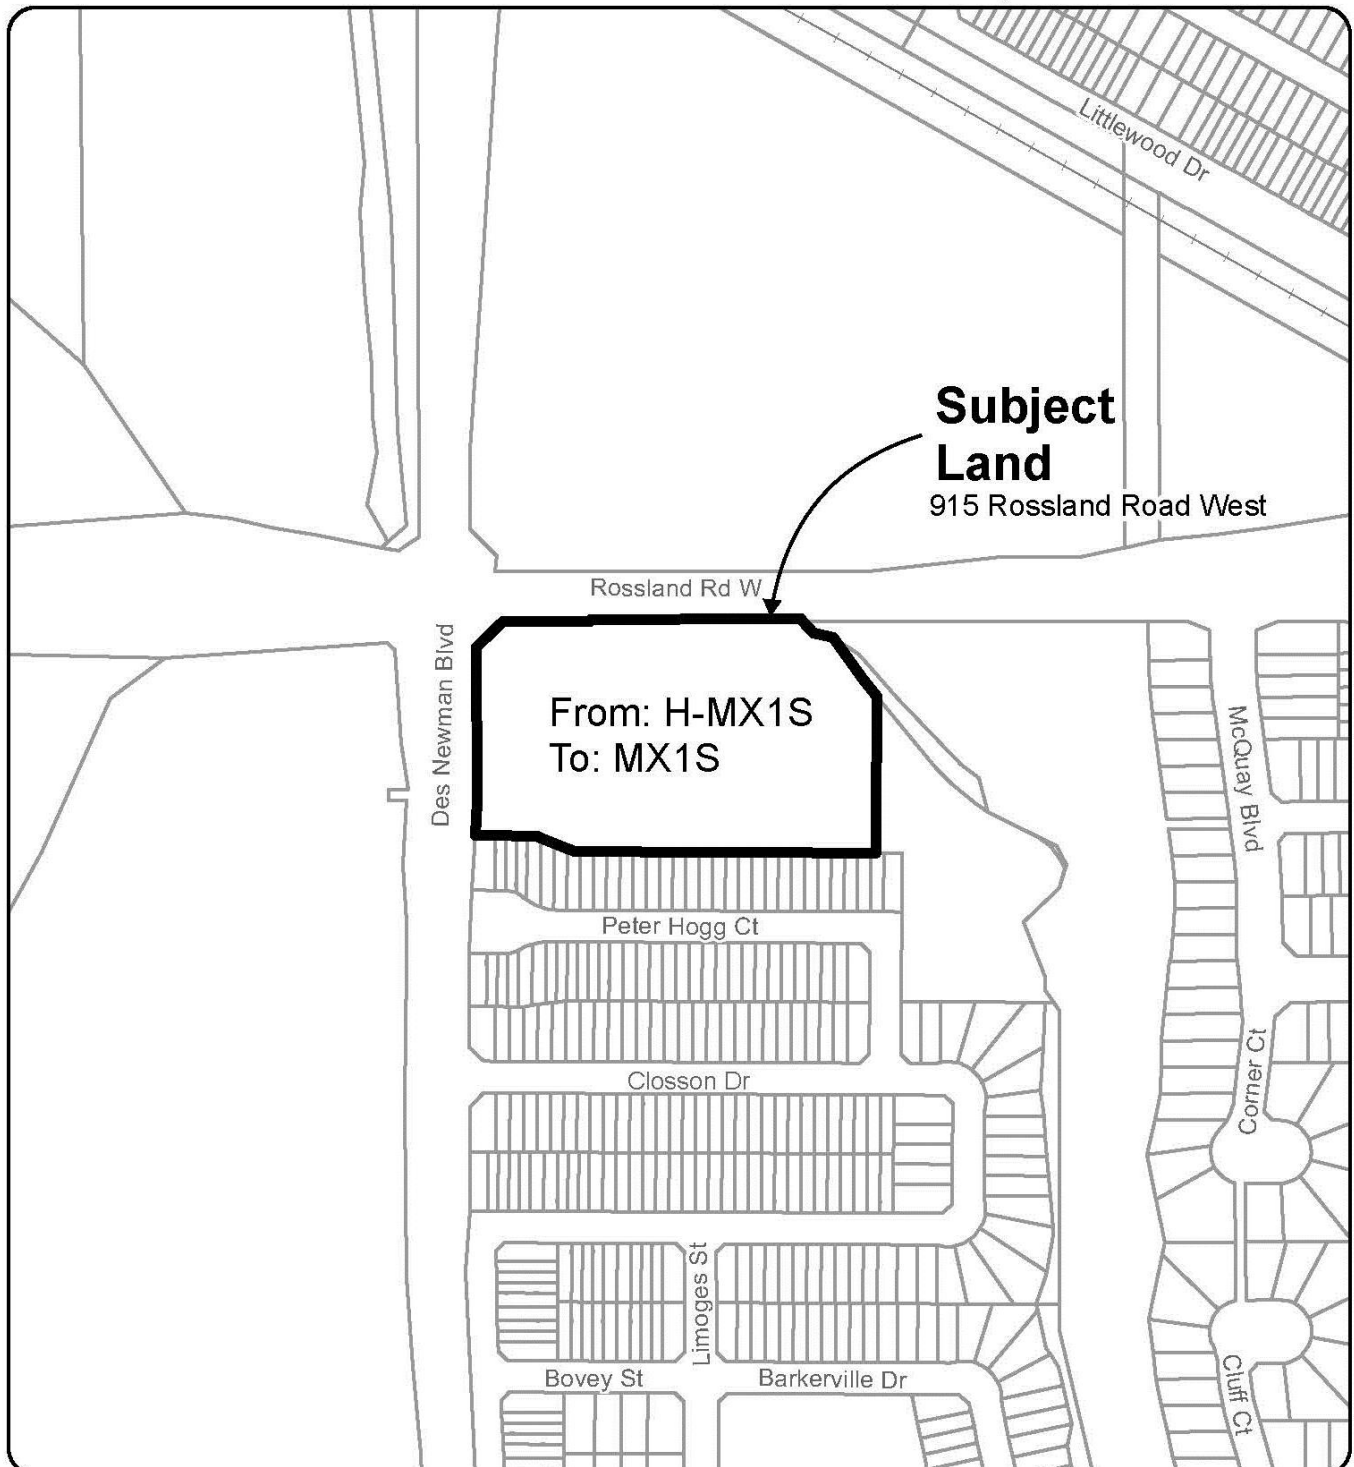 Littlewood Dr
Subject
Land
915 Rossland Road West
Rossland Rd W
Des Newman Blvd
From: H-MX1S
To: MX1S
McQuay Blvd
Peter Hogg Ct
Closson Dr
Corner Ct
Limoges St
Bovey St
Barkerville Dr
Cluff Ct